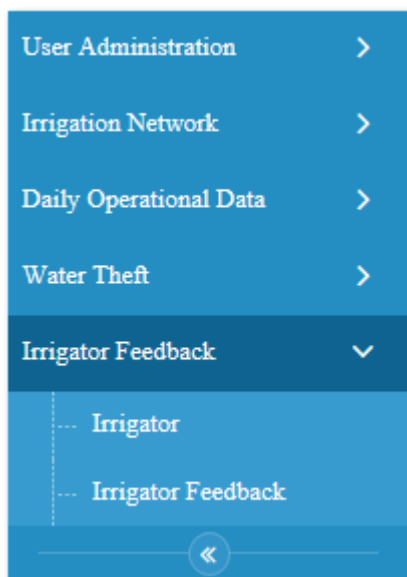 User Administration
Irrigation Network
Daily Operational Data
Water Theft
Irrigator Feedback
Irrigator
Irrigator Feedback